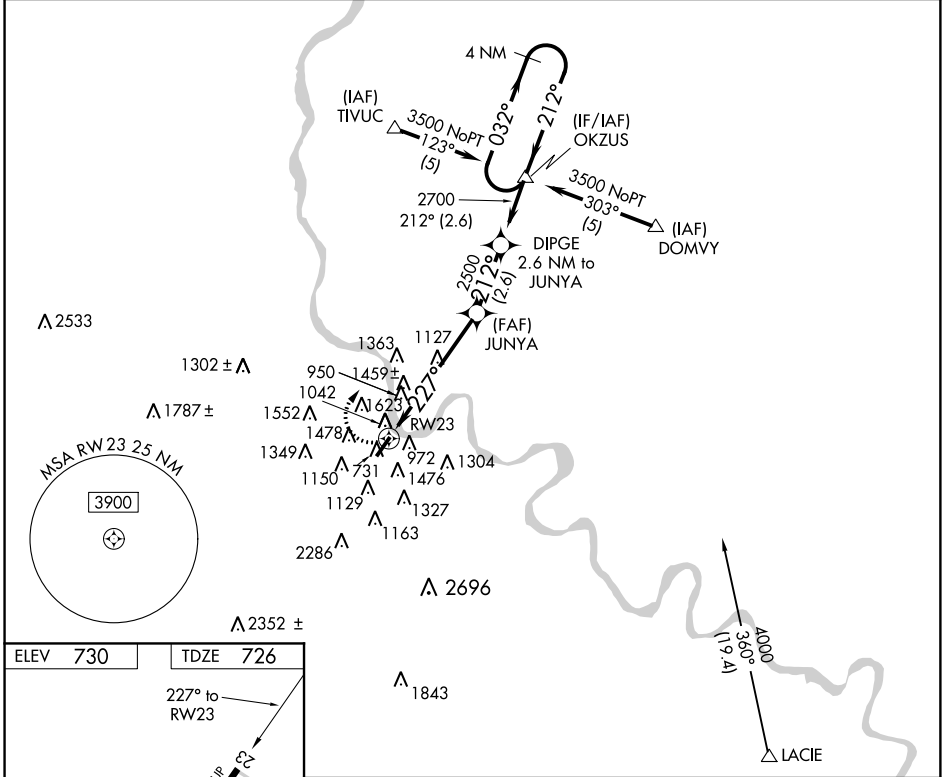 4 NM
032°
212°
(IAF)
TIVUC
3500 NoPT
123°
(5)
(IF/IAF)
OKZUS
3500 NoPT
303°
(5)
(IAF)
DOMVY
2700
212° (2.6)
DIPGE
2.6 NM to
JUNYA
2500
212°
(2.6)
(FAF)
JUNYA
2533
1363
1127
1302 ±
950
1459 ±
1042
227°
1787 ±
1552
1623
RW23
1478
1349
972
1304
1150
731
1476
1129
1327
1163
2286
MSA RW23 25 NM
3900
2696
2352 ±
4000
360°
(19.4)
ELEV 730
TDZE 726
1843
227° to
RW23
23
UP
LACIE